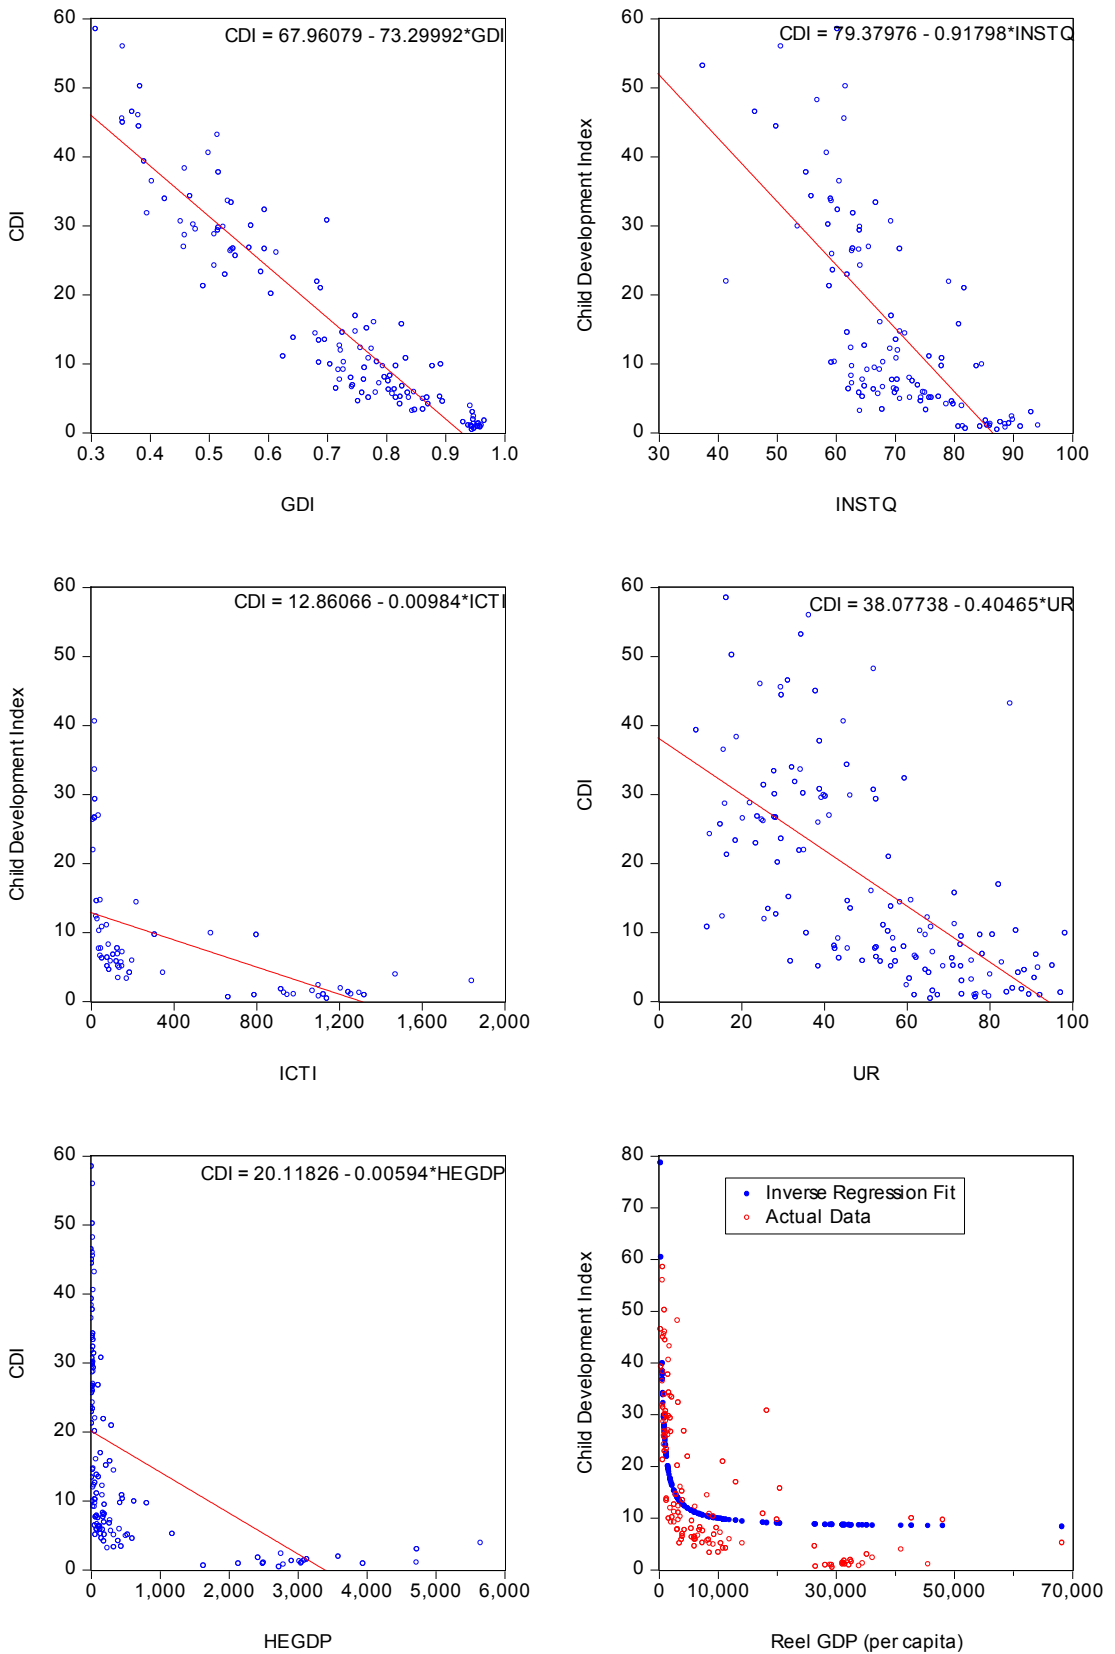 60
50
40
30
20
10
0
CDI
CDI = 67.96079 - 73.29992*GDI
0.3 0.4 0.5 0.6 0.7 0.8 0.9 1.0
GDI
60
50
40
30
20
10
0
Child Development Index
CDI = 79.37976 - 0.91798*INSTQ
30 40 50 60 70 80 90 100
INSTQ
60
50
40
30
20
10
0
Child Development Index
CDI = 12.86066 - 0.00984*ICTI
0 400 800 1,200 1,600 2,000
ICTI
60
50
40
30
20
10
0
CDI
CDI = 38.07738 - 0.40465*UR
0 20 40 60 80 100
UR
60
50
40
30
20
10
0
CDI
CDI = 20.11826 - 0.00594*HEGDP
0 1,000 2,000 3,000 4,000 5,000 6,000
HEGDP
80
70
60
50
40
30
20
10
0
Child Development Index
Inverse Regression Fit
Actual Data
0 10,000 30,000 50,000 70,000
Reel GDP (per capita)